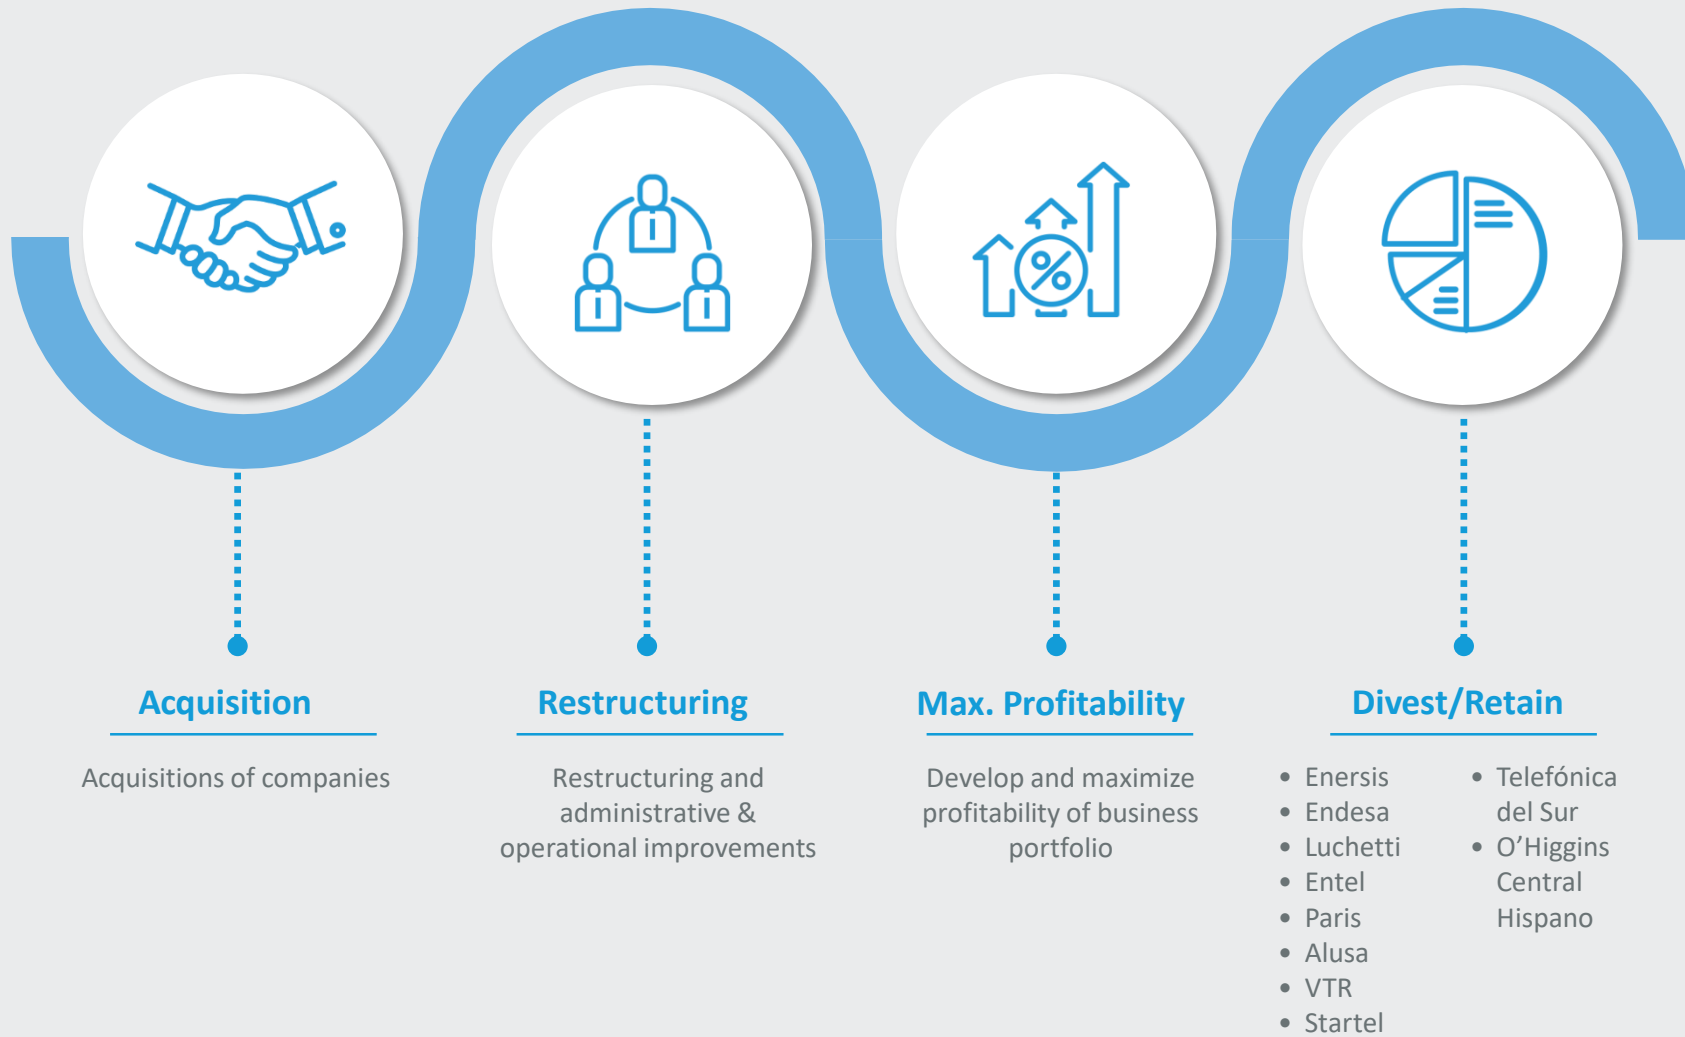 Acquisition
Acquisitions of companies
Restructuring
Restructuring and
administrative &
operational improvements
Max. Profitability
Develop and maximize
profitability of business
portfolio
Divest/Retain
• Enersis
• Endesa
• Luchetti
• Entel
• Paris
• Alusa
• VTR
• Startel
• Telefónica
del Sur
• O’Higgins
Central
Hispano
%